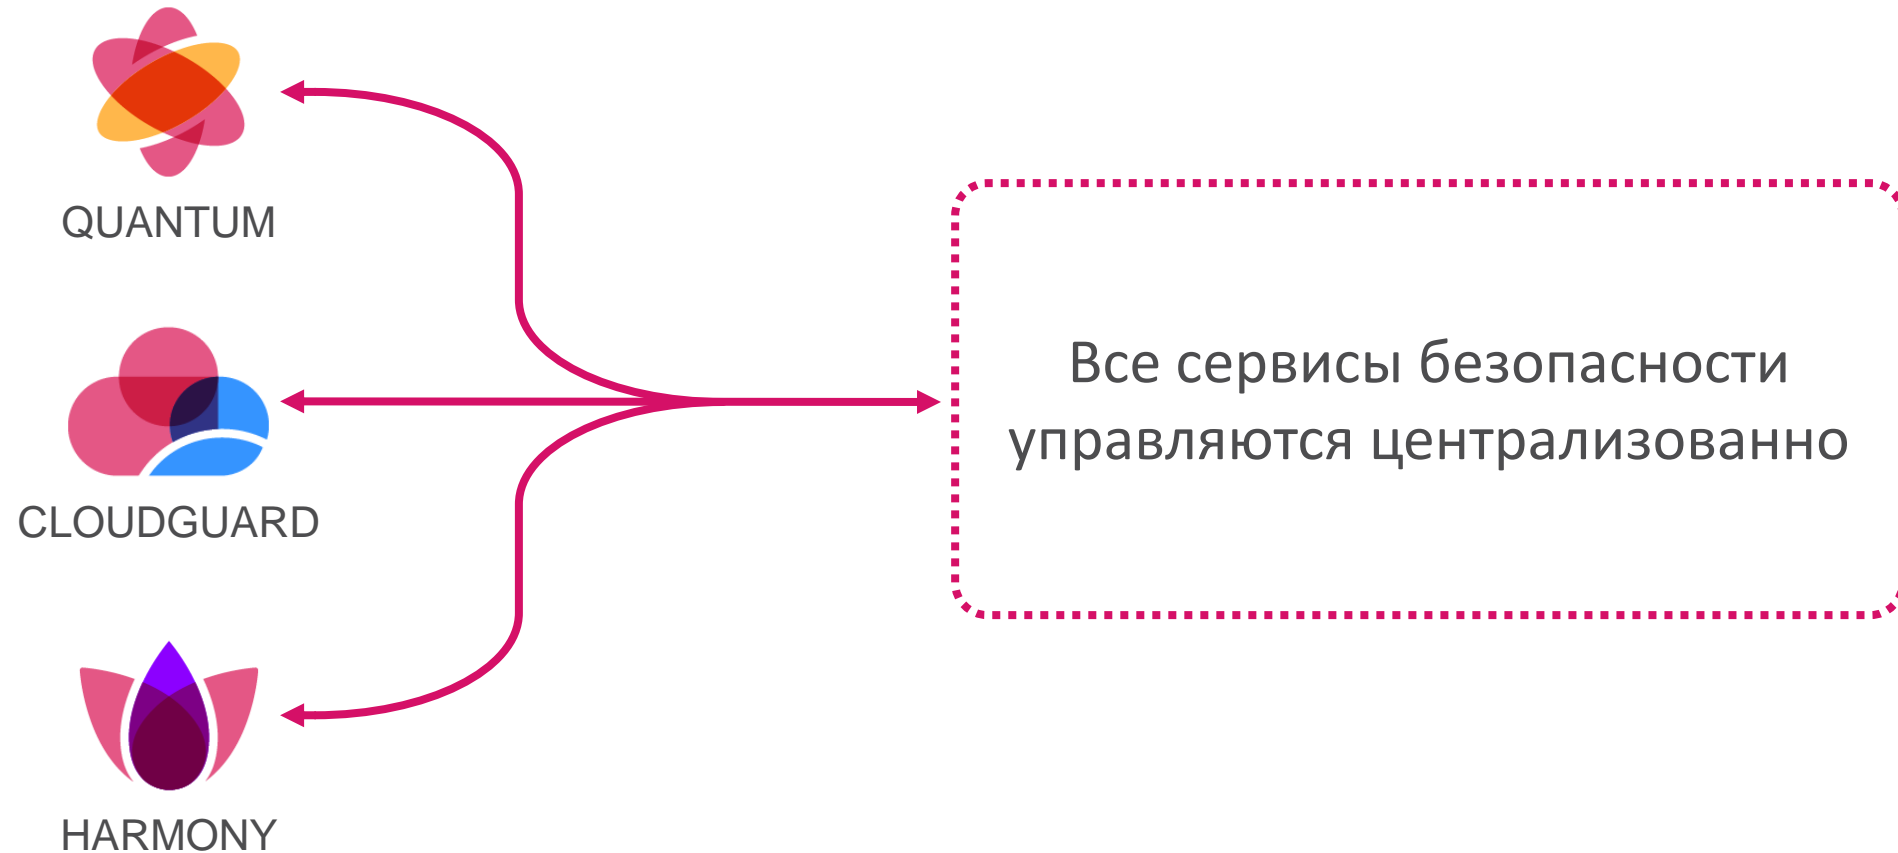 QUANTUM
CLOUDGUARD
HARMONY
Все сервисы безопасности
управляются централизованно